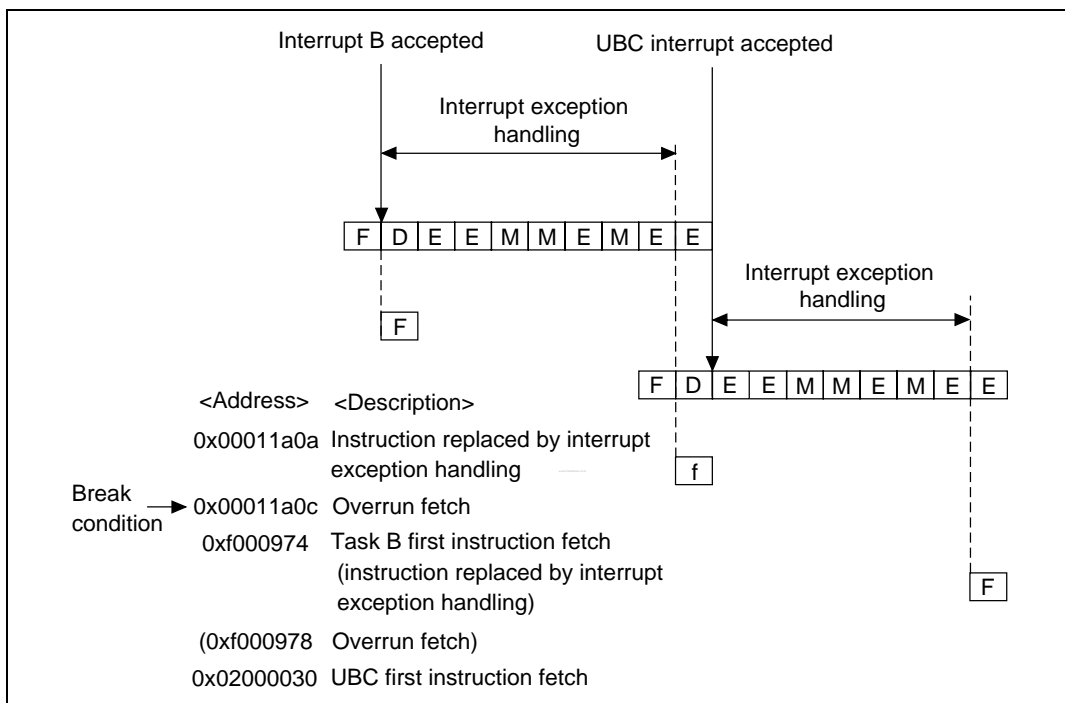 Interrupt B accepted
UBC interrupt accepted
Interrupt exception
handling
F D E E M M E M E E
Interrupt exception
handling
F
F D E E M M E M E E
<Address> <Description>
0x00011a0a Instruction replaced by interrupt
exception handling
f
Break
condition
0x00011a0c Overrun fetch
0xf000974 Task B first instruction fetch
(instruction replaced by interrupt
exception handling)
F
(0xf000978 Overrun fetch)
0x02000030 UBC first instruction fetch